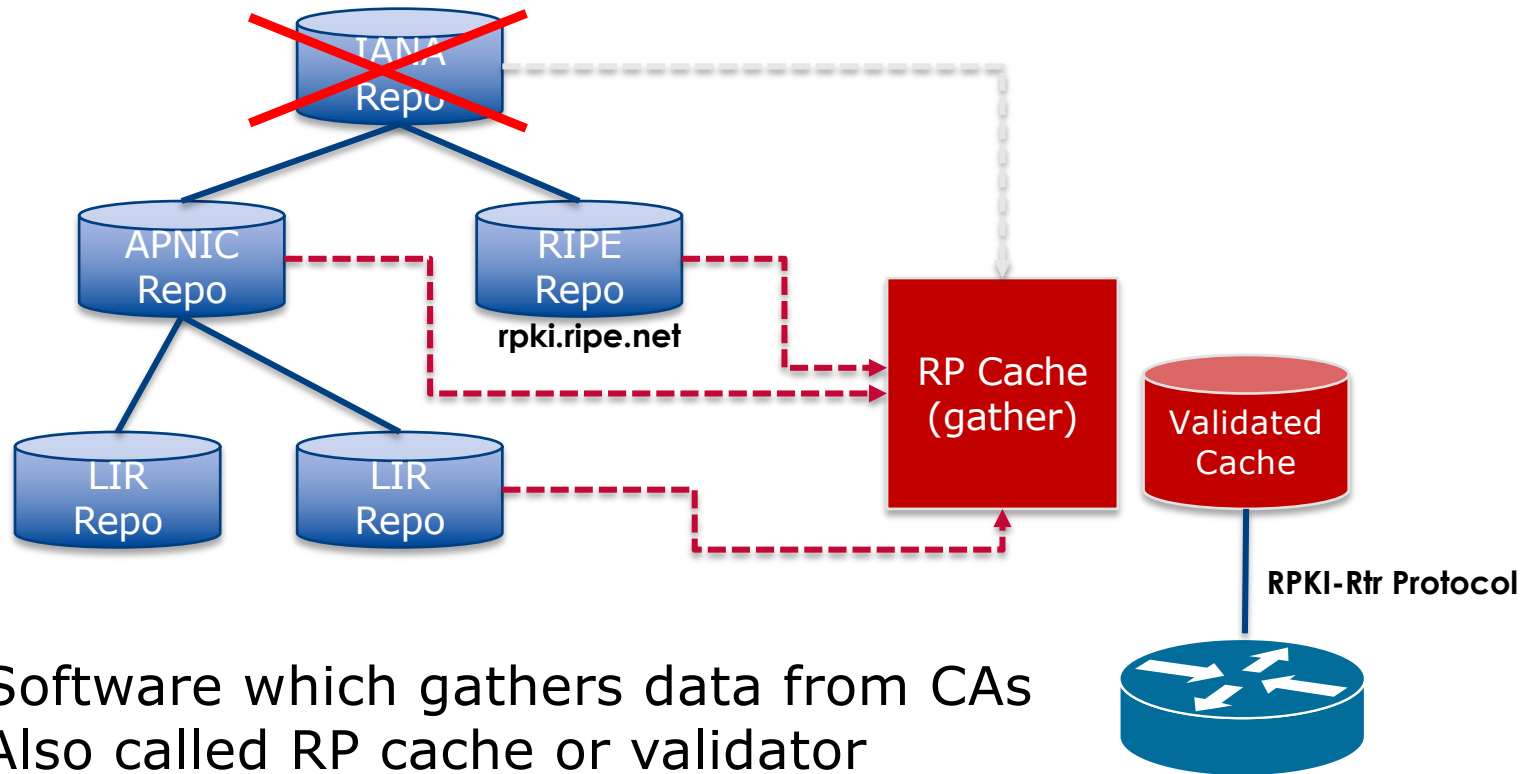 IANA
Repo
APNIC
Repo
RIPE
Repo
rpki.ripe.net
LIR
Repo
LIR
Repo
RP Cache
(gather)
Validated
Cache
RPKI-Rtr Protocol
Software which gathers data from CAs
Also called RP cache or validator